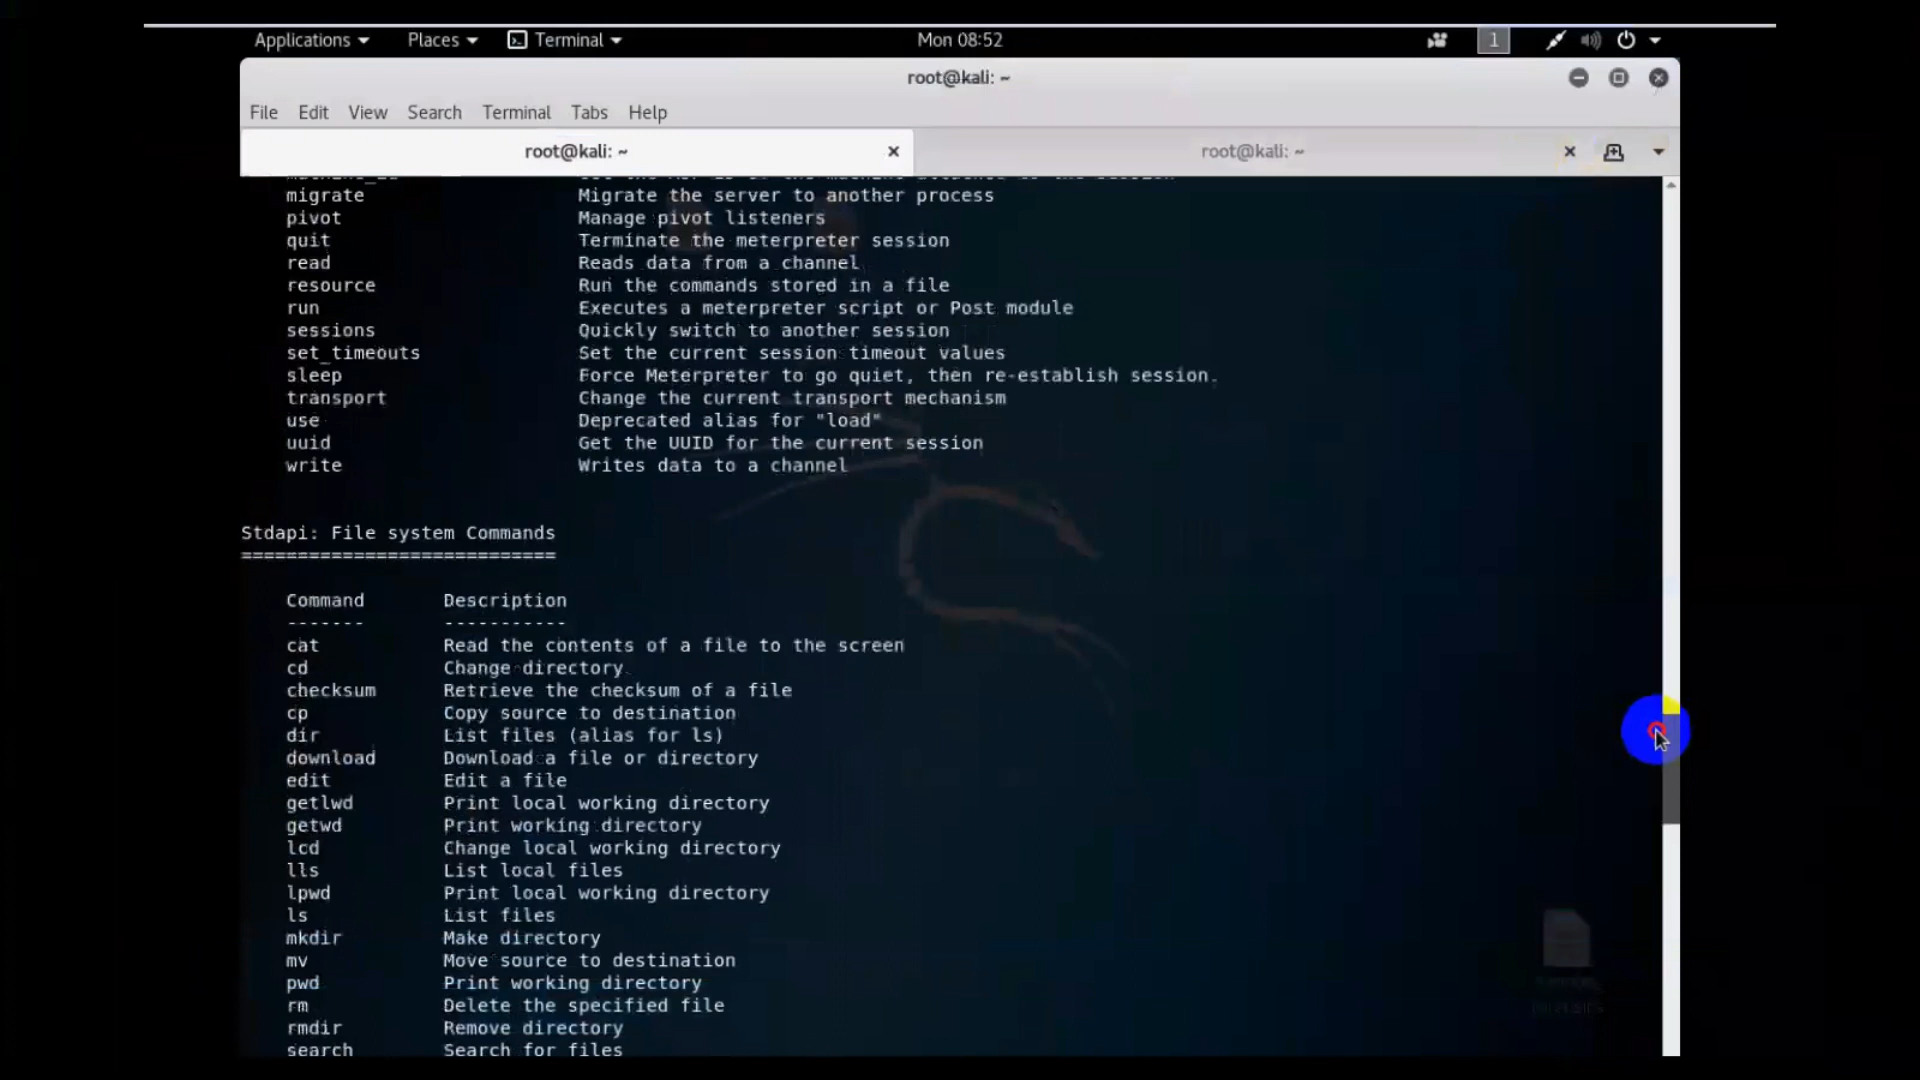 Applications Places Terminal Mon 08:52 1
root@kali: ~
File Edit View Search Terminal Tabs Help
root@kali: ~ root@kali: ~
migrate Migrate the server to another process
pivot Manage pivot listeners
quit Terminate the meterpreter session
read Reads data from a channel
resource Run the commands stored in a file
run Executes a meterpreter script or Post module
sessions Quickly switch to another session
set_timeouts Set the current session timeout values
sleep Force Meterpreter to go quiet, then re-establish session.
transport Change the current transport mechanism
use Deprecated alias for "load"
uuid Get the UUID for the current session
write Writes data to a channel
Stdapi: File system Commands
============================
Command Description
------- -----------
cat Read the contents of a file to the screen
cd Change directory
checksum Retrieve the checksum of a file
cp Copy source to destination
dir List files (alias for ls)
download Download a file or directory
edit Edit a file
getlwd Print local working directory
getwd Print working directory
lcd Change local working directory
lls List local files
lpwd Print local working directory
ls List files
mkdir Make directory
mv Move source to destination
pwd Print working directory
rm Delete the specified file
rmdir Remove directory
search Search for files